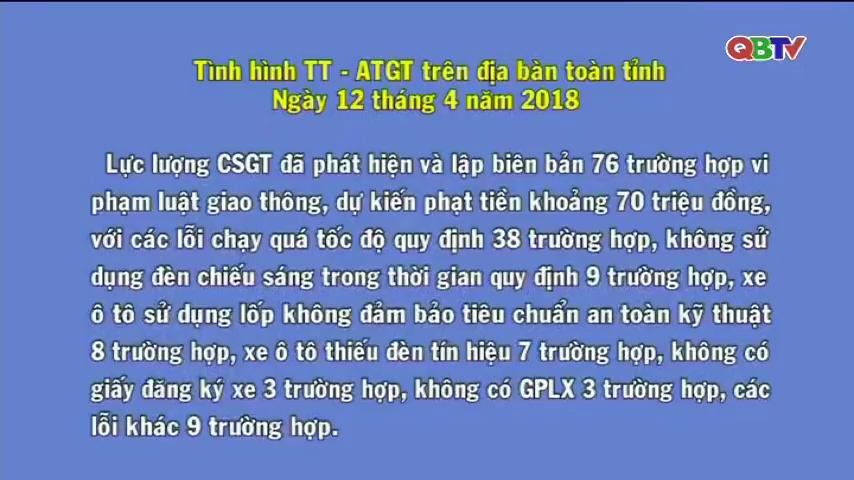 QBTV
Tình hình TT - ATGT trên địa bàn toàn tỉnh
Ngày 12 tháng 4 năm 2018
Lực lượng CSGT đã phát hiện và lập biên bản 76 trường hợp vi
phạm luật giao thông, dự kiến phạt tiền khoảng 70 triệu đồng,
với các lỗi chạy quá tốc độ quy định 38 trường hợp, không sử
dụng đèn chiếu sáng trong thời gian quy định 9 trường hợp, xe
ô tô sử dụng lốp không đảm bảo tiêu chuẩn an toàn kỹ thuật
8 trường hợp, xe ô tô thiếu đèn tín hiệu 7 trường hợp, không có
giấy đăng ký xe 3 trường hợp, không có GPLX 3 trường hợp, các
lỗi khác 9 trường hợp.